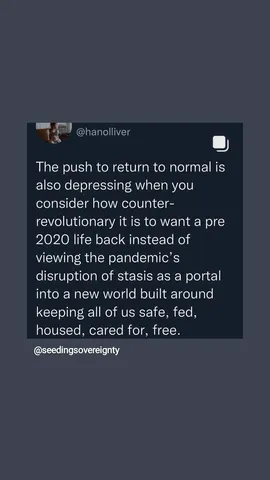 @hanolliver
The push to return to normal is
also depressing when you
consider how counter-
revolutionary it is to want a pre
2020 life back instead of
viewing the pandemic's
disruption of stasis as a portal
into a new world built around
keeping all of us safe, fed,
housed, cared for, free.
@seedingsovereignty